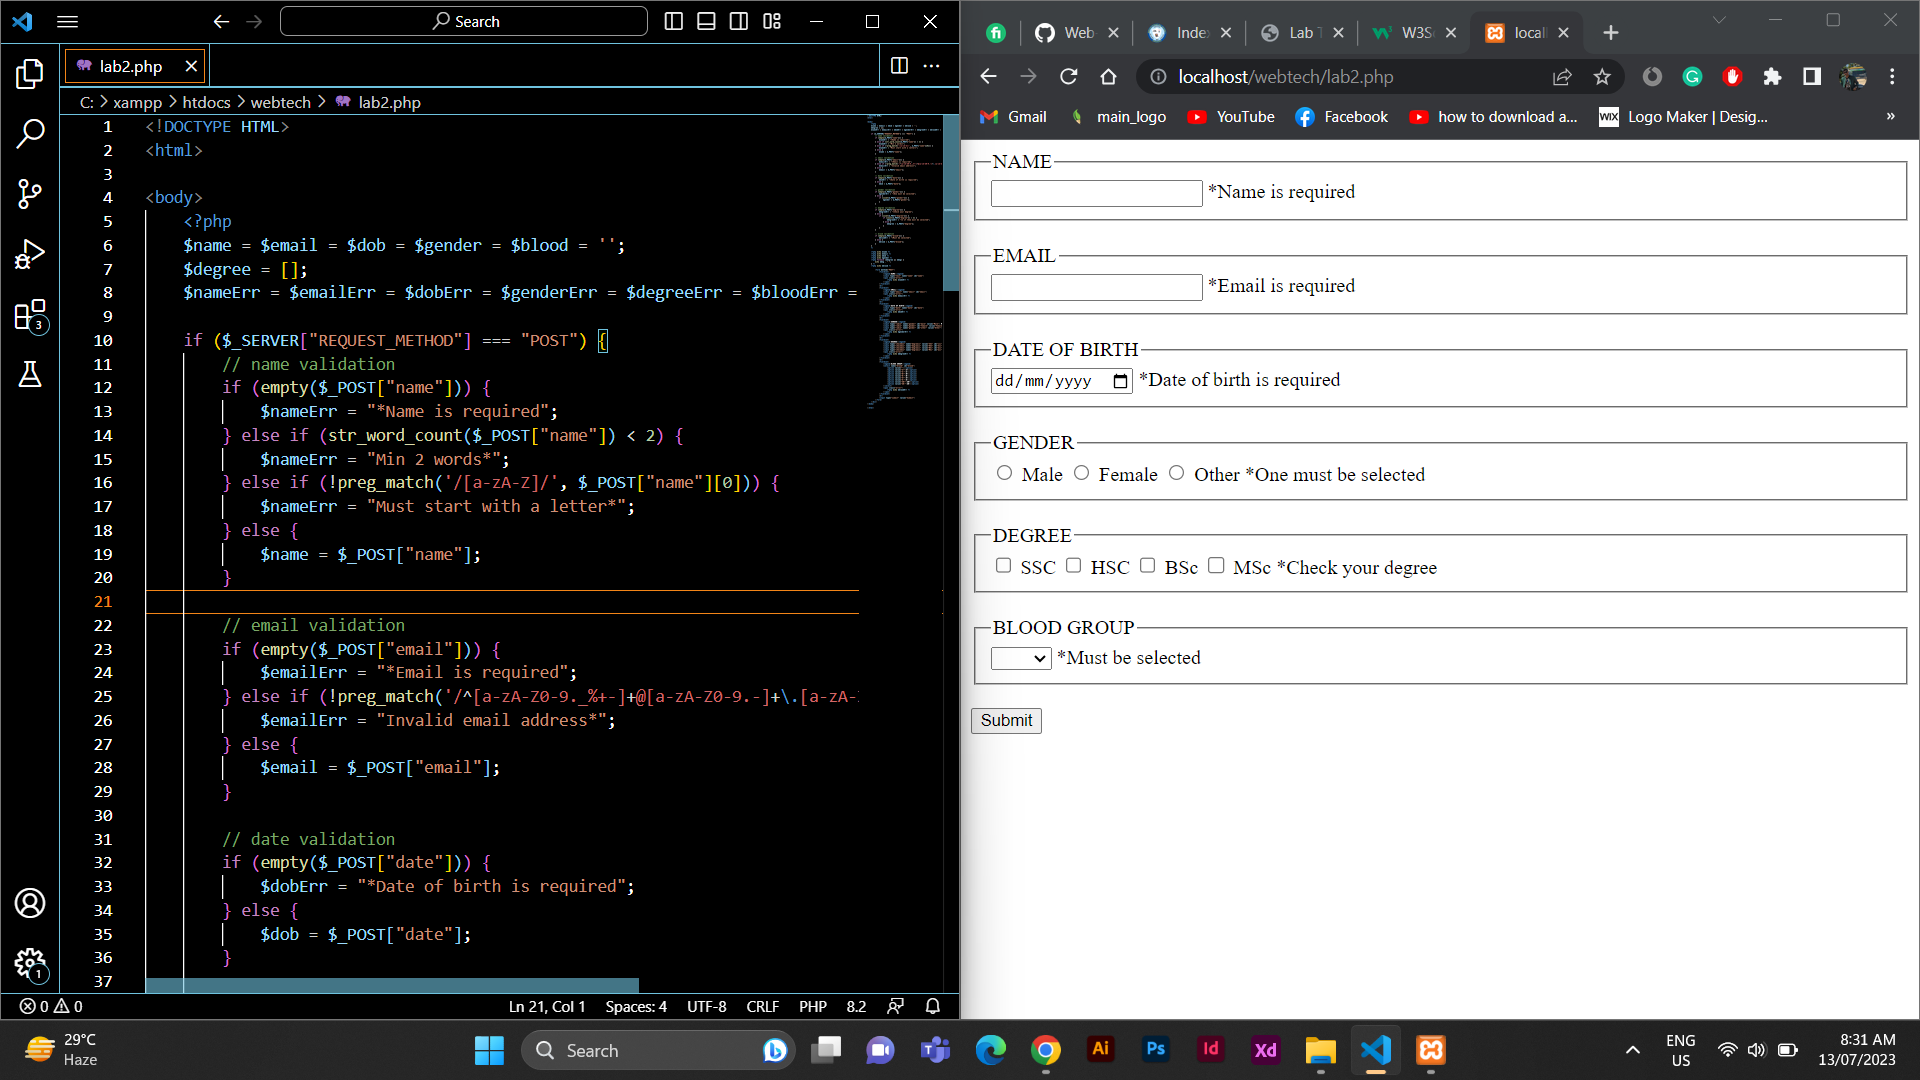 Search
lab2.php
C: > xampp > htdocs > webtech > lab2.php
1 <!DOCTYPE HTML>
2 <html>
3
4 <body>
5 <?php
6 $name = $email = $dob = $gender = $blood = '';
7 $degree = [];
8 $nameErr = $emailErr = $dobErr = $genderErr = $degreeErr = $bloodErr =
9
10 if ($_SERVER["REQUEST_METHOD"] === "POST") {
11 // name validation
12 if (empty($_POST["name"])) {
13 $nameErr = "*Name is required";
14 } else if (str_word_count($_POST["name"]) < 2) {
15 $nameErr = "Min 2 words*";
16 } else if (!preg_match('/[a-zA-Z]/', $_POST["name"][0])) {
17 $nameErr = "Must start with a letter*";
18 } else {
19 $name = $_POST["name"];
20 }
21
22 // email validation
23 if (empty($_POST["email"])) {
24 $emailErr = "*Email is required";
25 } else if (!preg_match('/^[a-zA-Z0-9._%+-]+@[a-zA-Z0-9.-]+\.[a-zA-
26 $emailErr = "Invalid email address*";
27 } else {
28 $email = $_POST["email"];
29 }
30
31 // date validation
32 if (empty($_POST["date"])) {
33 $dobErr = "*Date of birth is required";
34 } else {
35 $dob = $_POST["date"];
36 }
37
3
1
0 0
Ln 21, Col 1 Spaces: 4 UTF-8 CRLF PHP 8.2
Web- Index Lab T W3Sc local
localhost/webtech/lab2.php
Gmail main_logo YouTube Facebook how to download a... WIX Logo Maker | Desig... »
NAME
*Name is required
EMAIL
*Email is required
DATE OF BIRTH
dd/mm/yyyy *Date of birth is required
GENDER
Male Female Other *One must be selected
DEGREE
SSC HSC BSc MSc *Check your degree
BLOOD GROUP
*Must be selected
Submit
29°C
Haze
Search
Ai Ps Id Xd
ENG
US
8:31 AM
13/07/2023